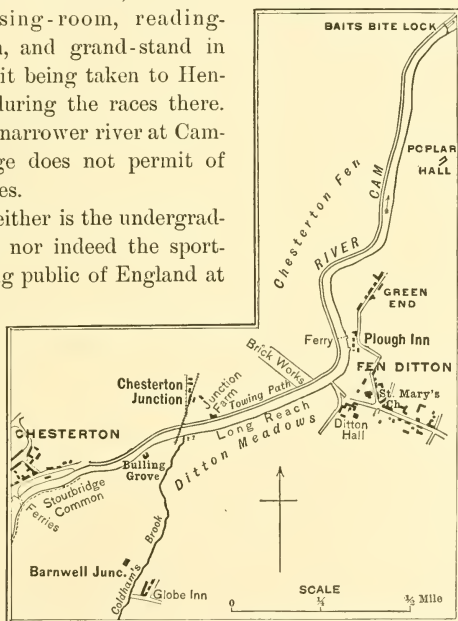 sing-room, reading-
, and grand-stand in
it being taken to Hen-
during the races there.
narrower river at Cam-
ge does not permit of
es.
either is the undergrad-
nor indeed the sport-
g public of England at
BAITS BITE LOCK
POPLAR
HALL
Chesterton Fen
RIVER CAM
GREEN
END
Ferry
Plough Inn
FEN DITTON
Brick Works
St. Mary's
Ch.
Chesterton
Junction
Junction
Farm
Towing Path
Long Reach
Ditton
Hall
Ditton Meadows
CHESTERTON
Bulling
Grove
Stourbridge
Common
Ferries
Coldham's Brook
Barnwell Junc.
Globe Inn
SCALE
0 ¼ ½ Mile